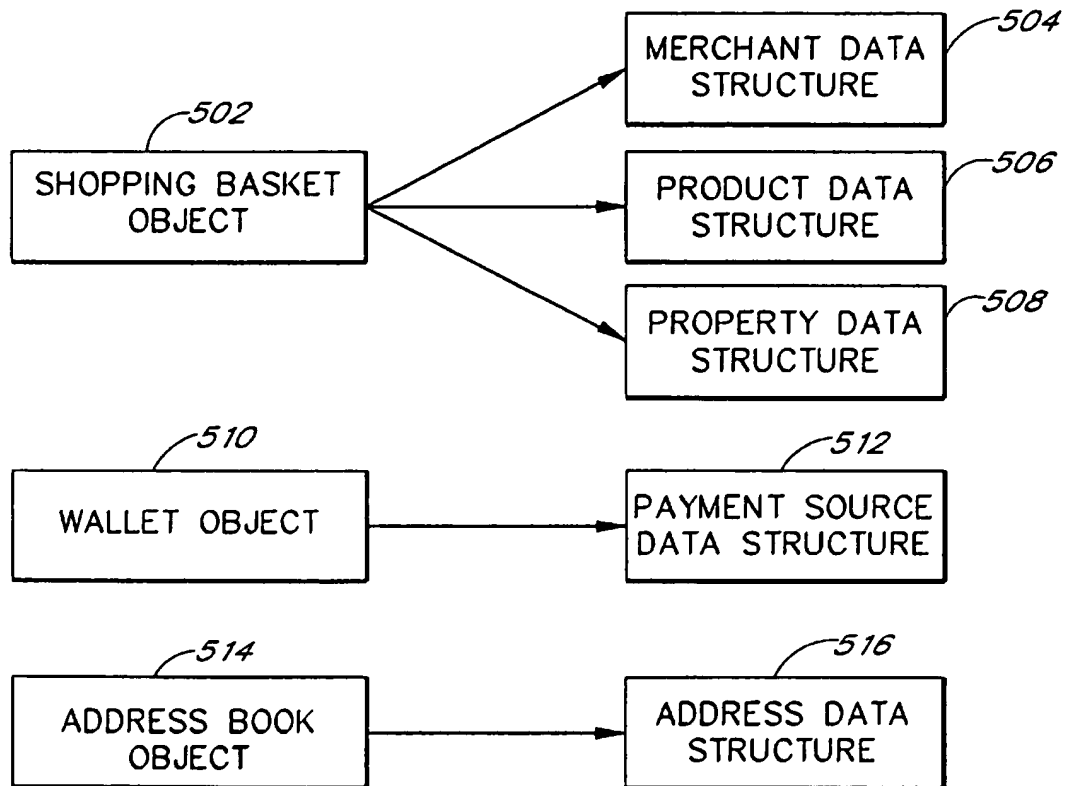 504
MERCHANT DATA
STRUCTURE
502
SHOPPING BASKET
OBJECT
506
PRODUCT DATA
STRUCTURE
508
PROPERTY DATA
STRUCTURE
510
WALLET OBJECT
512
PAYMENT SOURCE
DATA STRUCTURE
514
ADDRESS BOOK
OBJECT
516
ADDRESS DATA
STRUCTURE